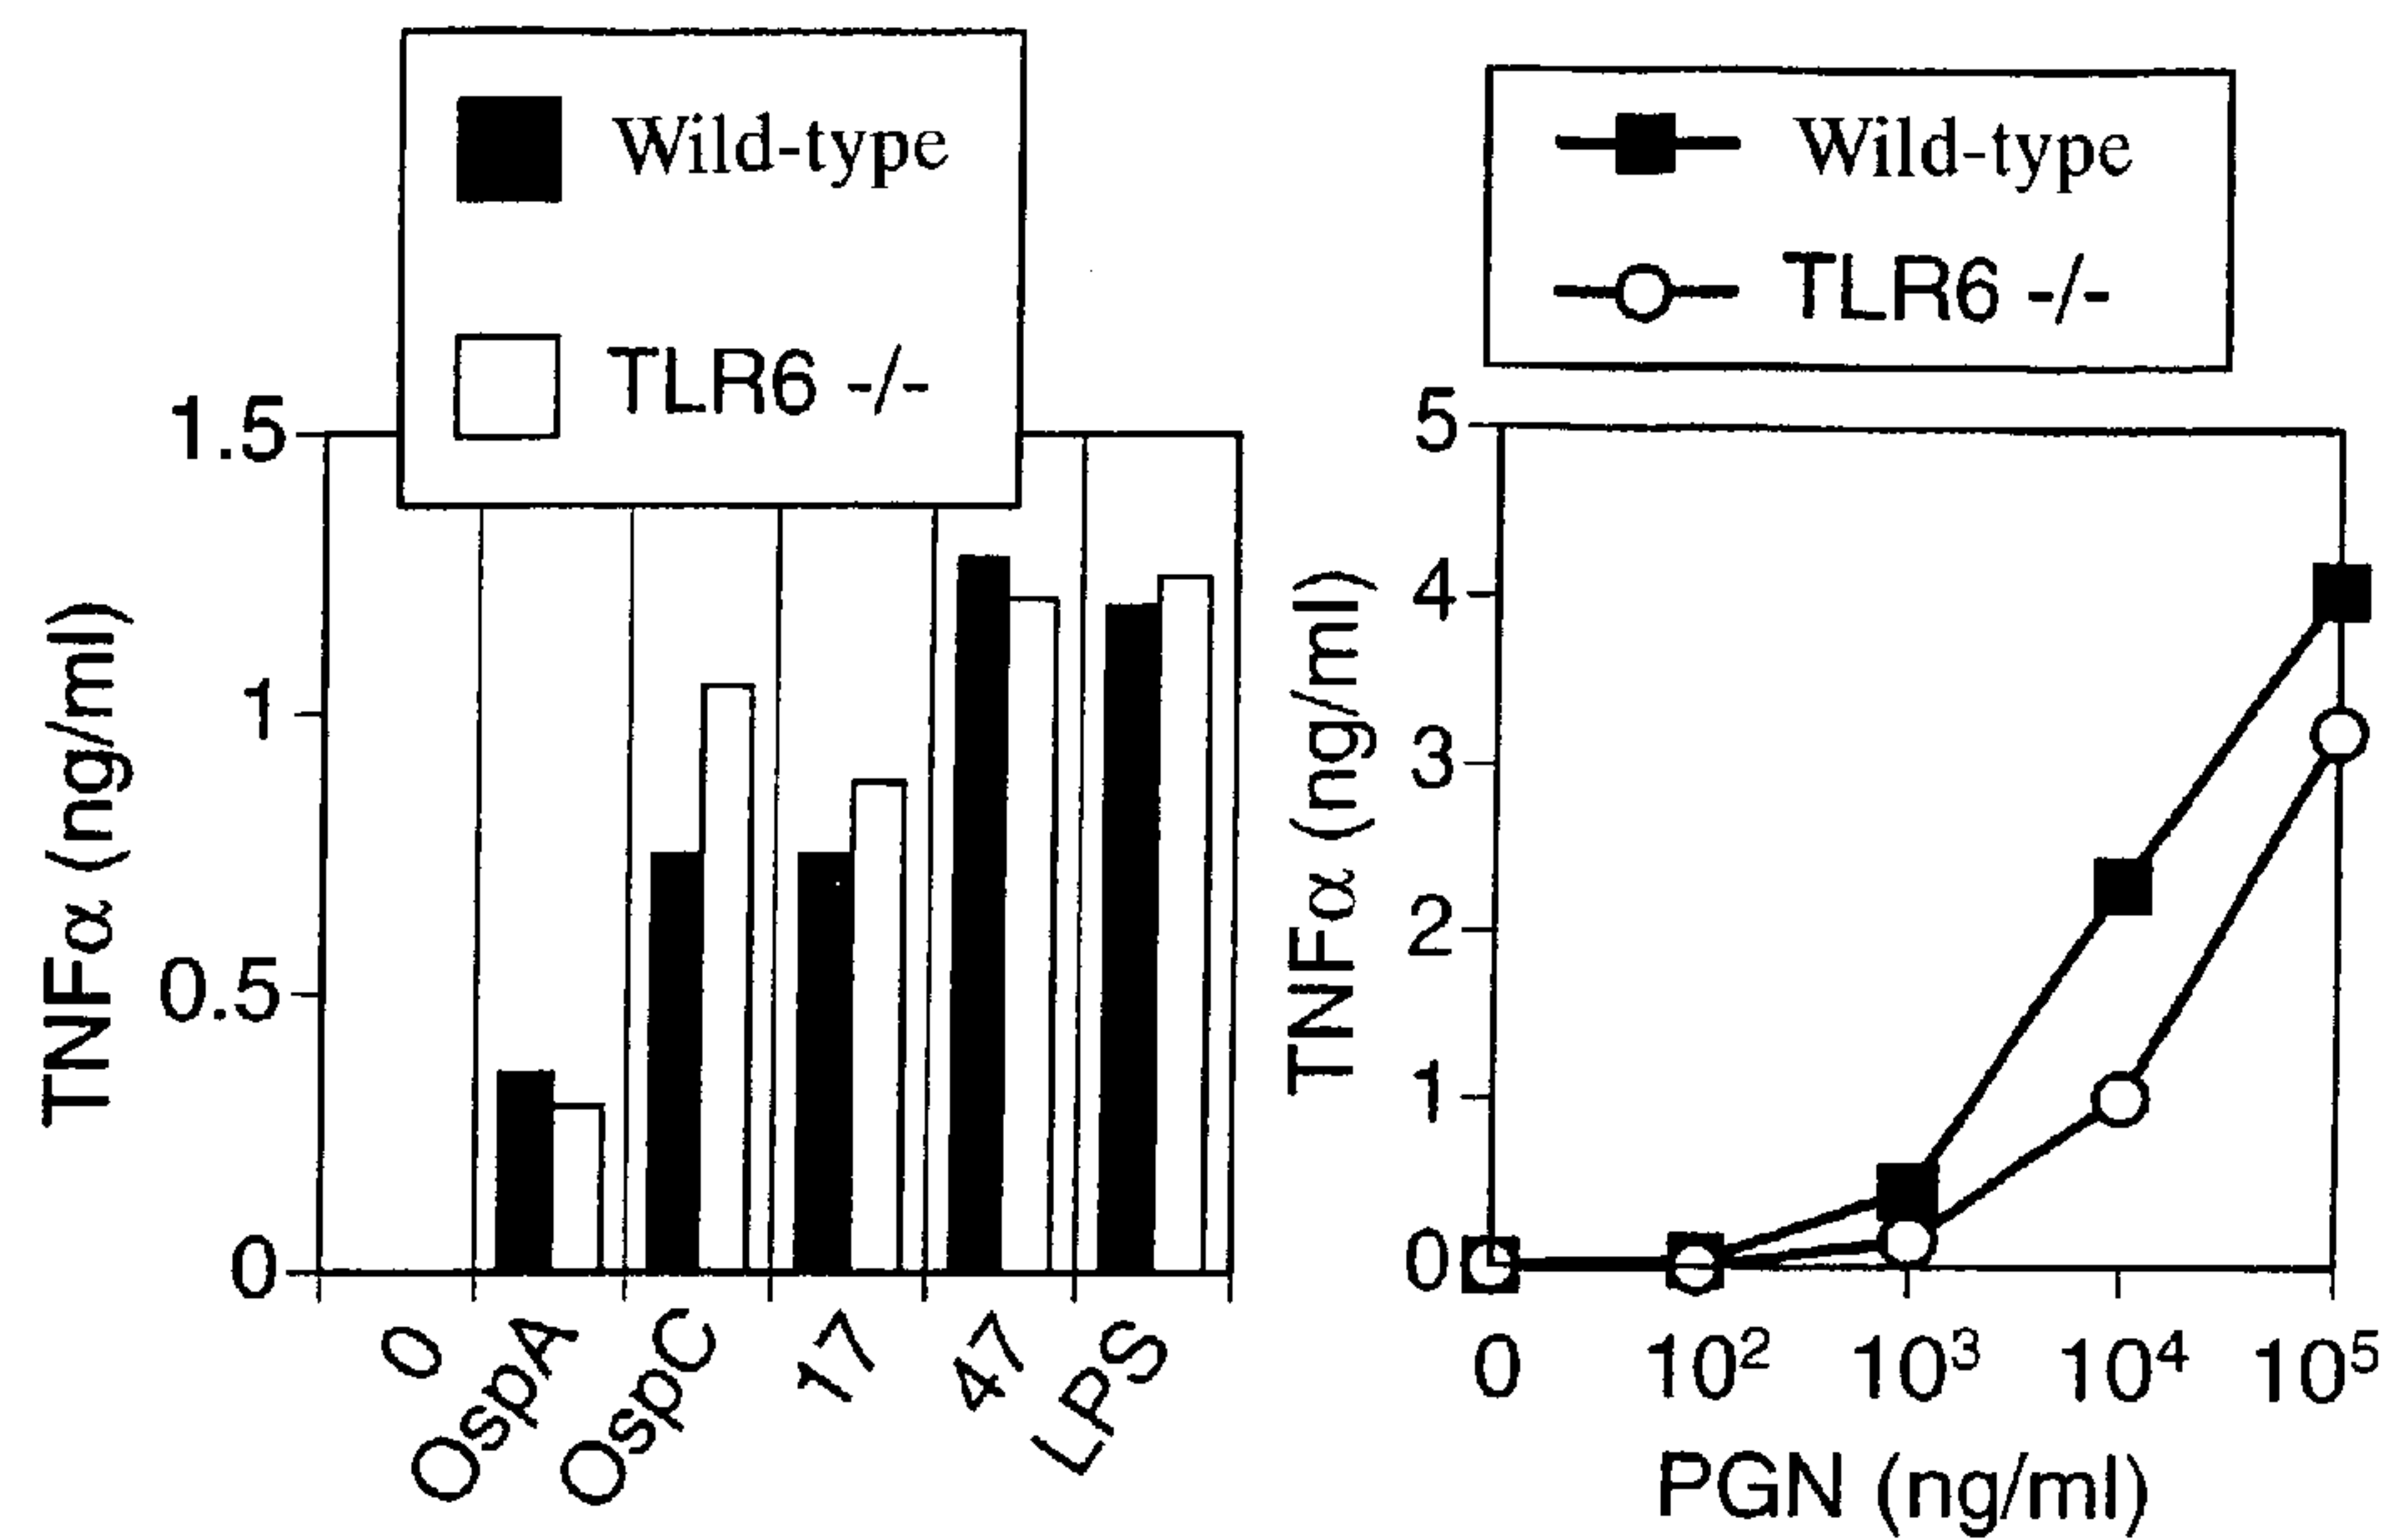 Wild-type
TLR6 -/-
1.5
1
0.5
0
TNFα (ng/ml)
0
OspA
OspC
17
47
LPS
Wild-type
TLR6 -/-
5
4
3
2
1
0
TNFα (ng/ml)
0 10² 10³ 10⁴ 10⁵
PGN (ng/ml)